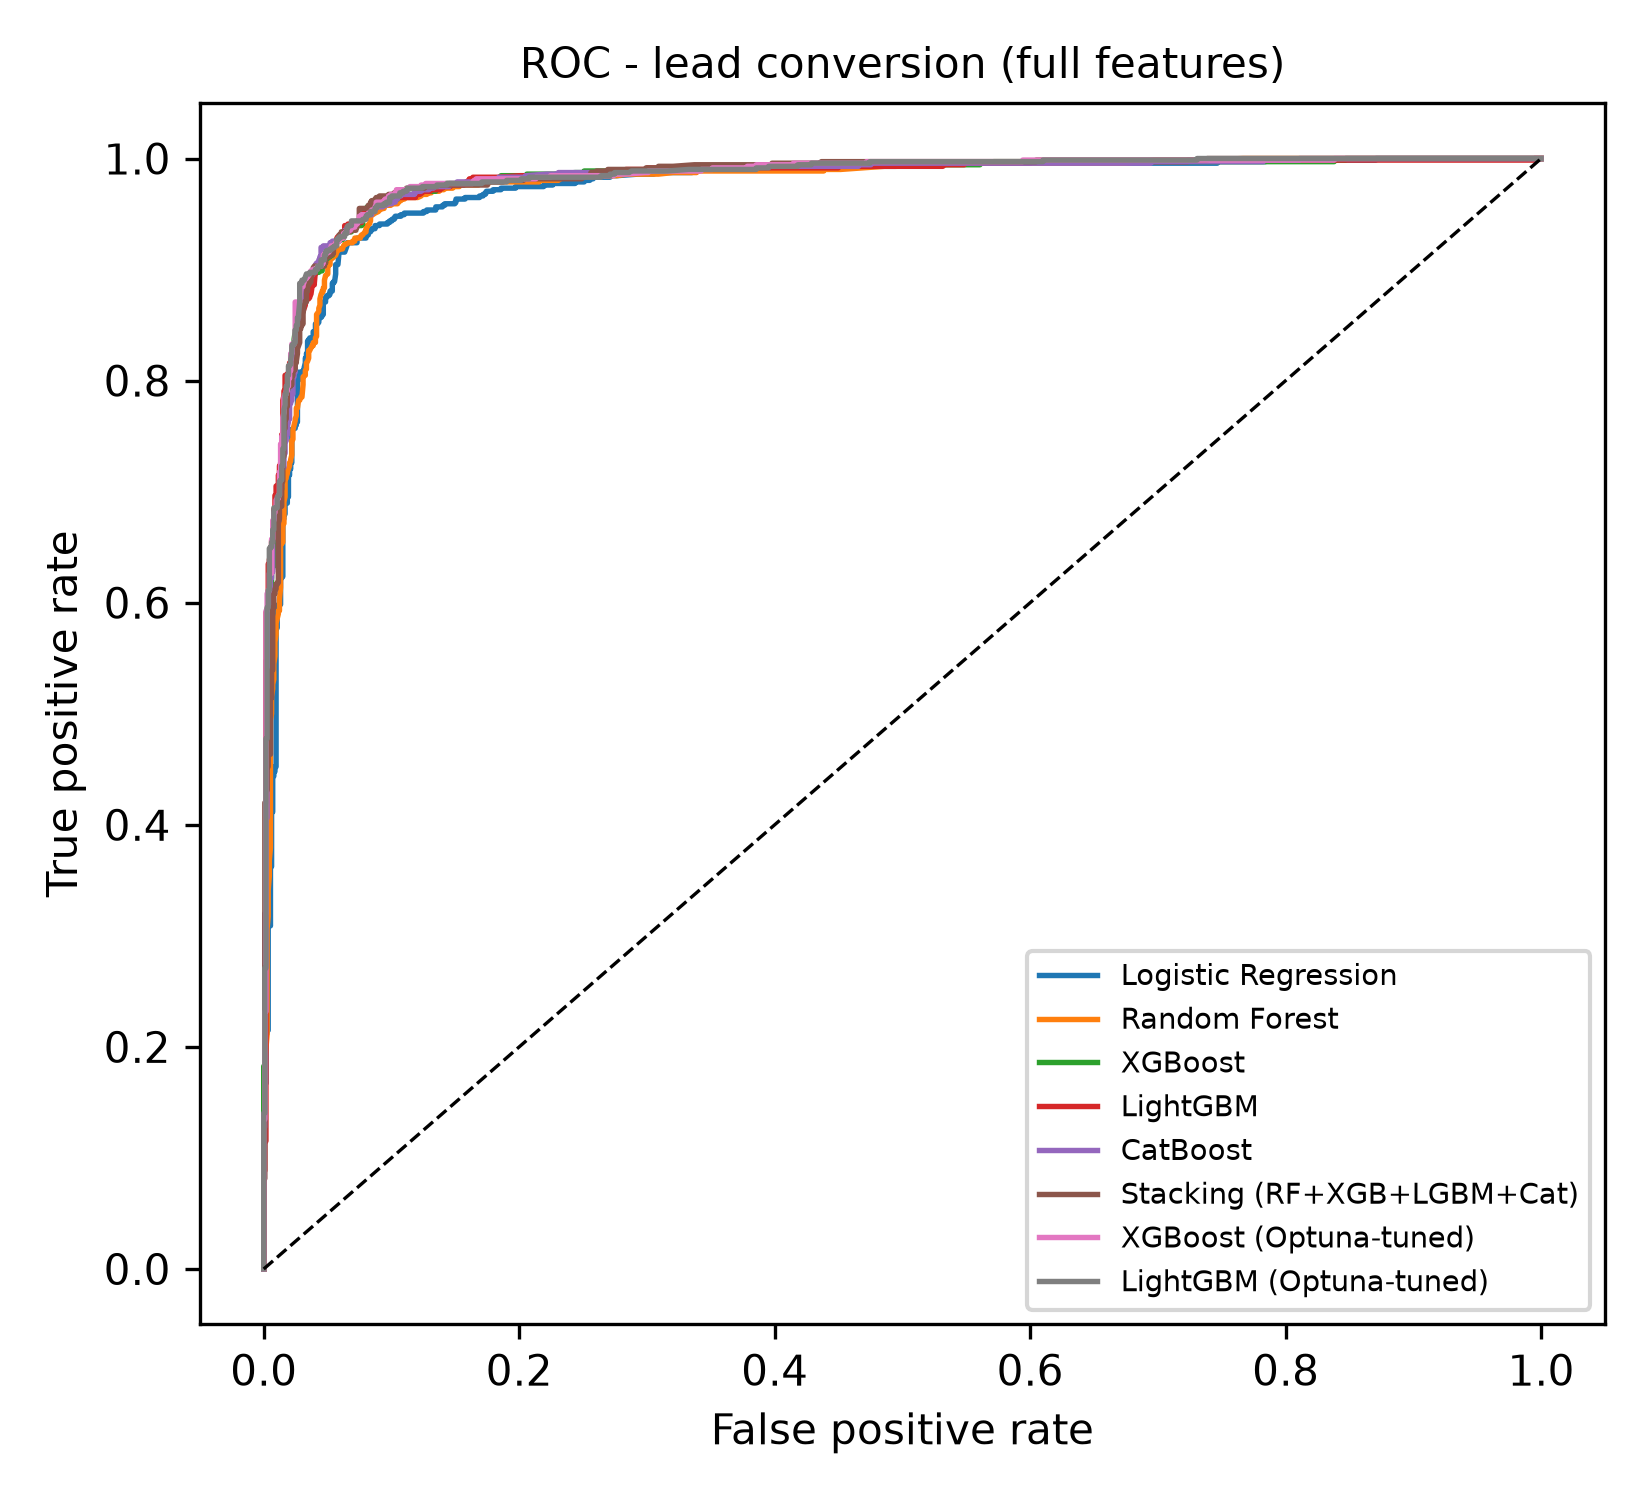 ROC - lead conversion (full features)
True positive rate
1.0
0.8
0.6
0.4
0.2
0.0
Logistic Regression
Random Forest
XGBoost
LightGBM
CatBoost
Stacking (RF+XGB+LGBM+Cat)
XGBoost (Optuna-tuned)
LightGBM (Optuna-tuned)
0.0 0.2 0.4 0.6 0.8 1.0
False positive rate